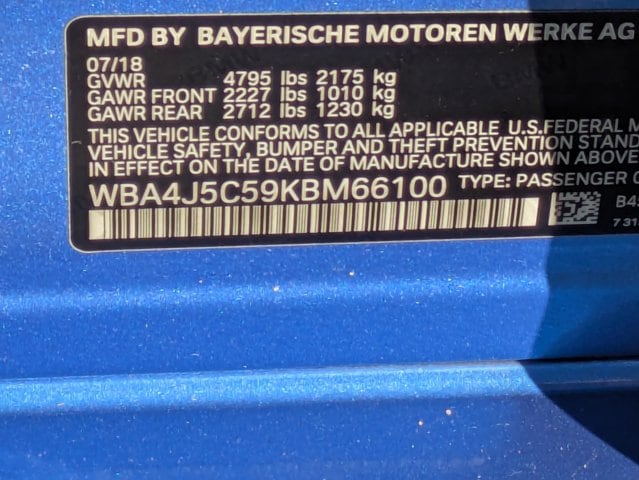 MFD BY BAYERISCHE MOTOREN WERKE AG
07/18
GVWR 4795 lbs 2175 kg
GAWR FRONT 2227 lbs 1010 kg
GAWR REAR 2712 lbs 1230 kg
THIS VEHICLE CONFORMS TO ALL APPLICABLE U.S.FEDERAL M
VEHICLE SAFETY, BUMPER AND THEFT PREVENTION STAND
IN EFFECT ON THE DATE OF MANUFACTURE SHOWN ABOVE
WBA4J5C59KBM66100 TYPE: PASSENGER